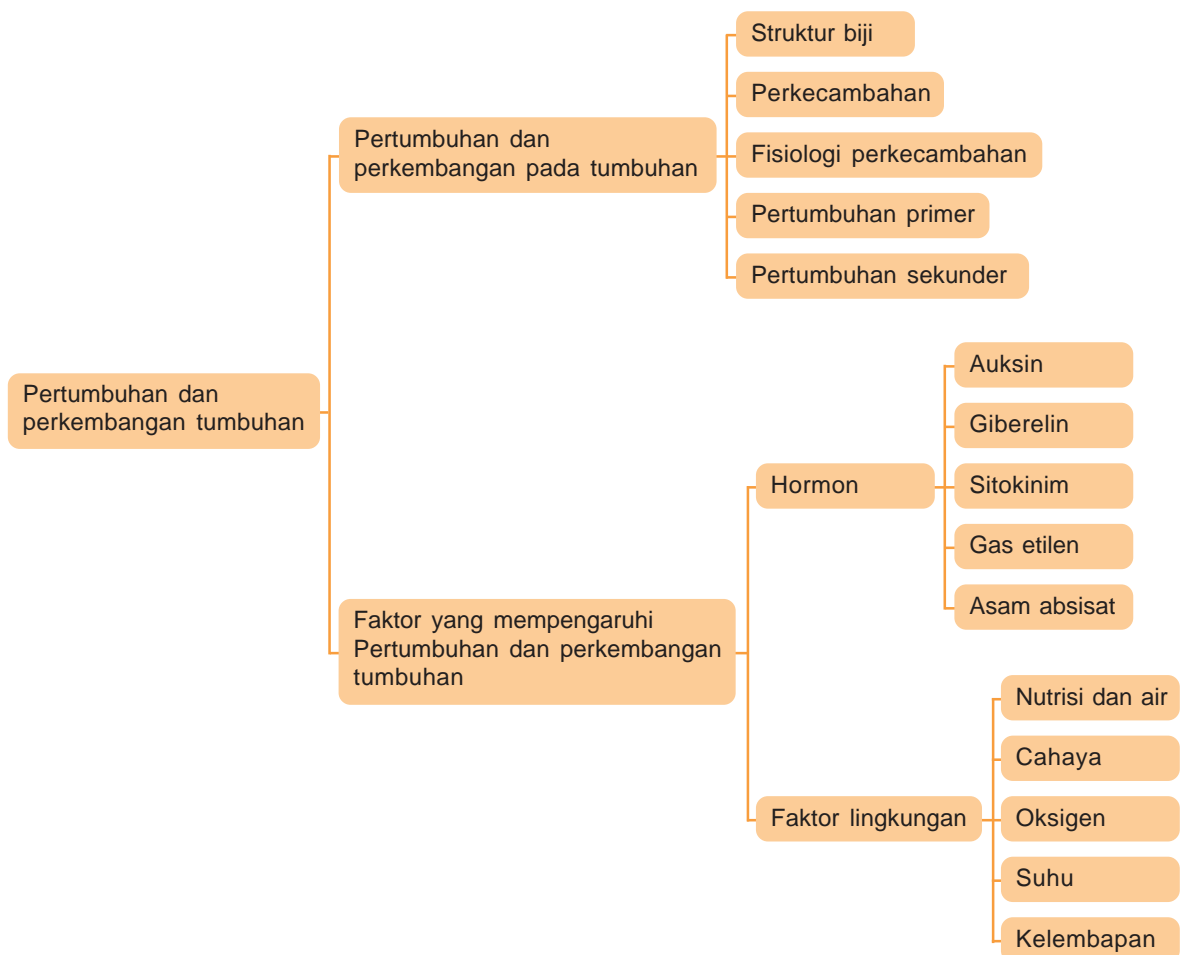 Struktur biji
Perkecambahan
Pertumbuhan dan
perkembangan pada tumbuhan
Fisiologi perkecambahan
Pertumbuhan primer
Pertumbuhan sekunder
Pertumbuhan dan
perkembangan tumbuhan
Auksin
Giberelin
Hormon
Sitokinim
Gas etilen
Asam absisat
Faktor yang mempengaruhi
Pertumbuhan dan perkembangan
tumbuhan
Nutrisi dan air
Cahaya
Faktor lingkungan
Oksigen
Suhu
Kelembapan